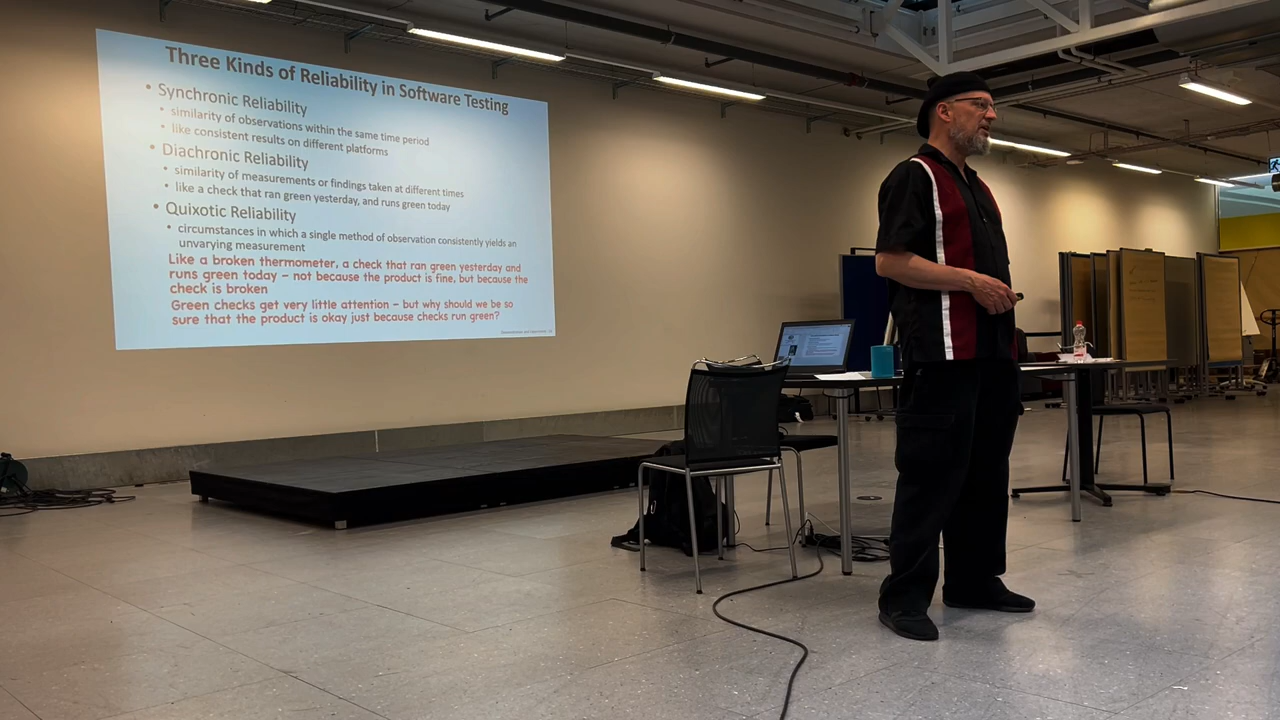 Three Kinds of Reliability in Software Testing
• Synchronic Reliability
• similarity of observations within the same time period
• like consistent results on different platforms
• Diachronic Reliability
• similarity of measurements or findings taken at different times
• like a check that ran green yesterday, and runs green today
• Quixotic Reliability
• circumstances in which a single method of observation consistently yields an
unvarying measurement
Like a broken thermometer, a check that ran green yesterday and
runs green today – not because the product is fine, but because the
check is broken
Green checks get very little attention – but why should we be so
sure that the product is okay just because checks run green?